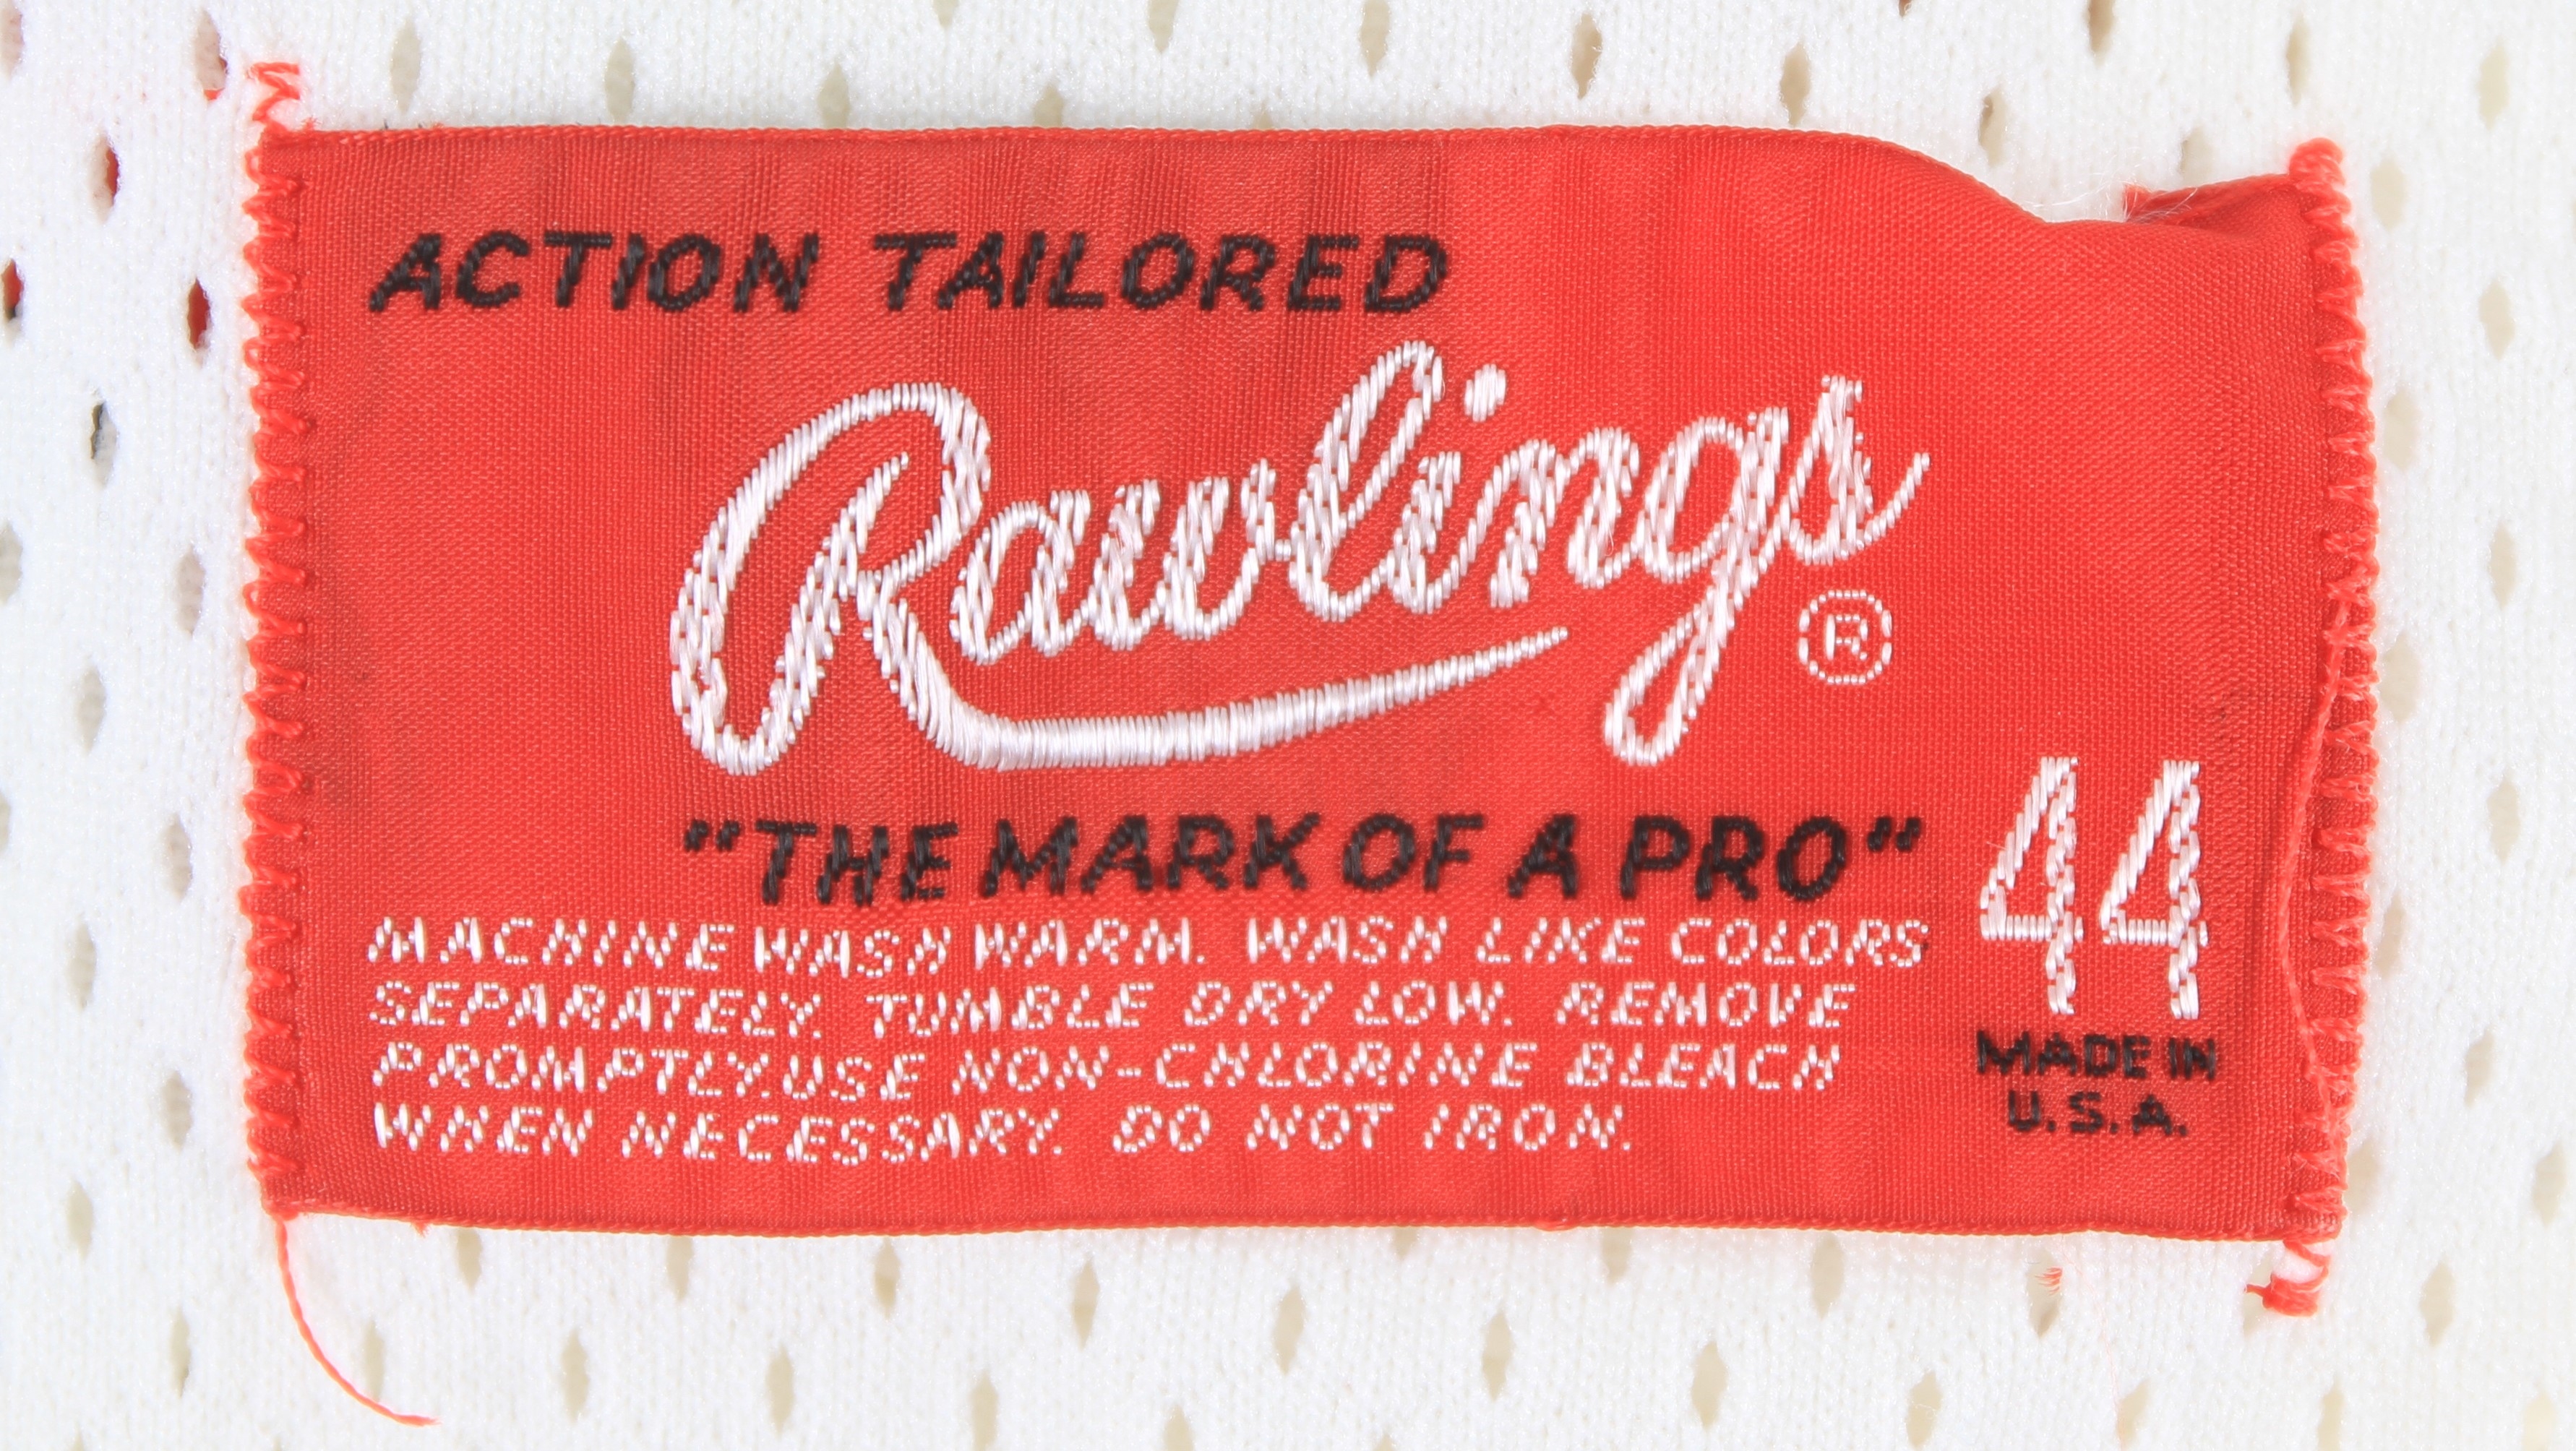 ACTION TAILORED
Rawlings ®
"THE MARK OF A PRO"
44
MACHINE WASH WARM. WASH LIKE COLORS
SEPARATELY. TUMBLE DRY LOW. REMOVE
PROMPTLY.USE NON-CHLORINE BLEACH
WHEN NECESSARY. DO NOT IRON.
MADE IN
U.S.A.